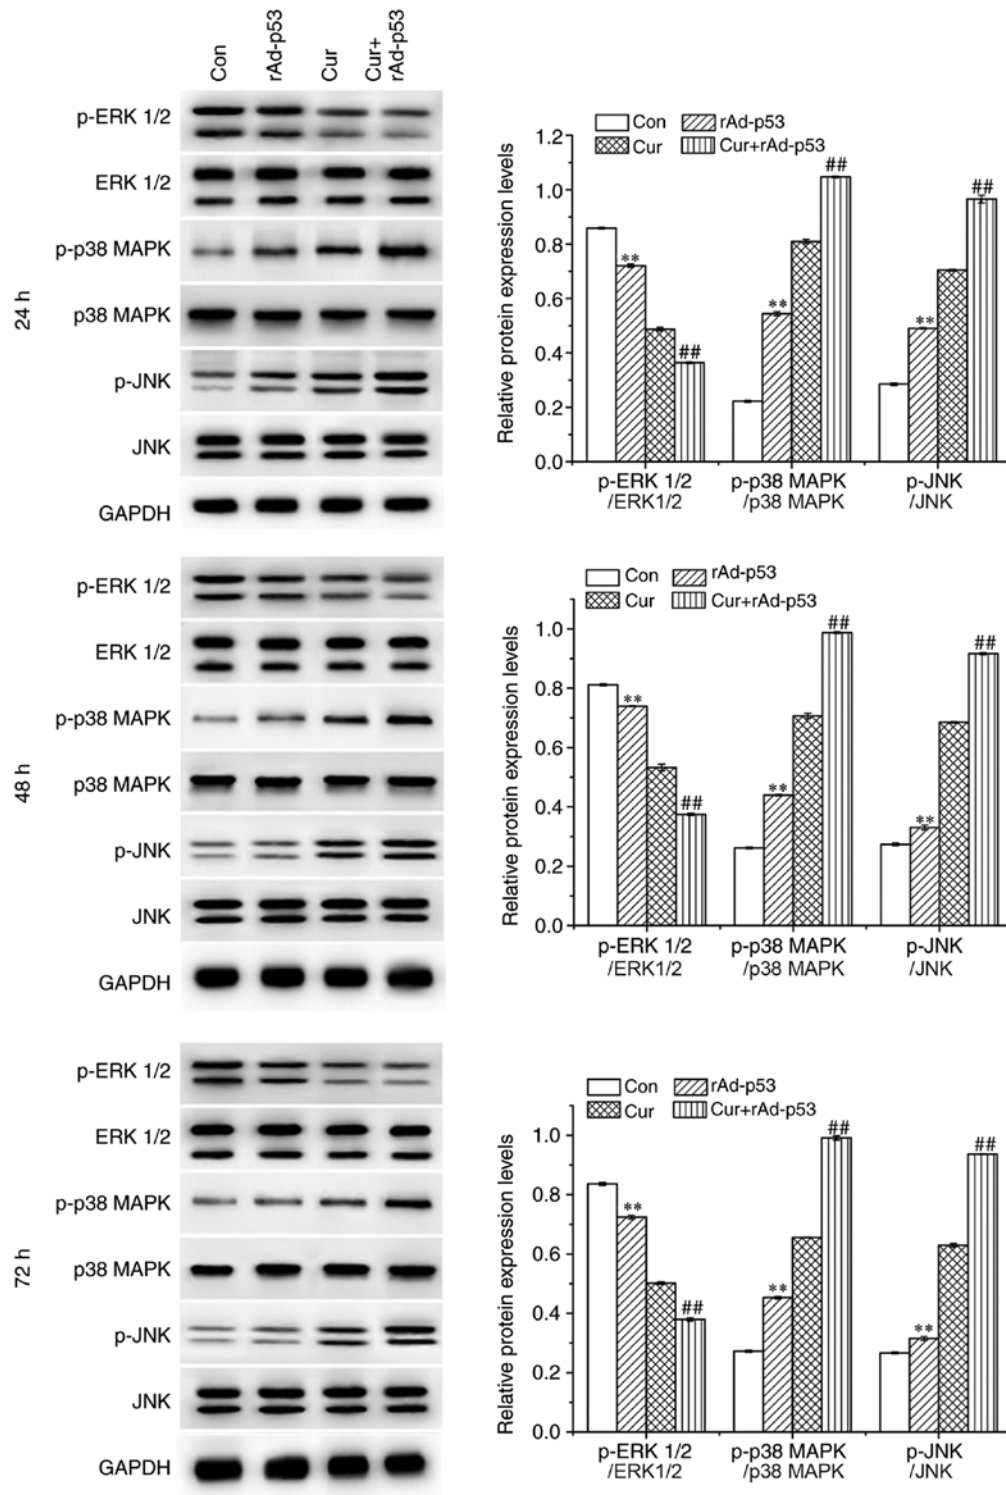 Con
rAd-p53
Cur
Cur+
rAd-p53
24 h
p-ERK 1/2
ERK 1/2
p-p38 MAPK
p38 MAPK
p-JNK
JNK
GAPDH
Con rAd-p53
Cur Cur+rAd-p53
Relative protein expression levels
1.2
1.0
0.8
0.6
0.4
0.2
0.0
** ## ** ## ** ##
p-ERK 1/2 p-p38 MAPK p-JNK
/ERK1/2 /p38 MAPK /JNK
48 h
p-ERK 1/2
ERK 1/2
p-p38 MAPK
p38 MAPK
p-JNK
JNK
GAPDH
Con rAd-p53
Cur Cur+rAd-p53
Relative protein expression levels
1.0
0.8
0.6
0.4
0.2
0.0
** ## ** ## ** ##
p-ERK 1/2 p-p38 MAPK p-JNK
/ERK1/2 /p38 MAPK /JNK
72 h
p-ERK 1/2
ERK 1/2
p-p38 MAPK
p38 MAPK
p-JNK
JNK
GAPDH
Con rAd-p53
Cur Cur+rAd-p53
Relative protein expression levels
1.0
0.8
0.6
0.4
0.2
0.0
** ## ** ## ** ##
p-ERK 1/2 p-p38 MAPK p-JNK
/ERK1/2 /p38 MAPK /JNK